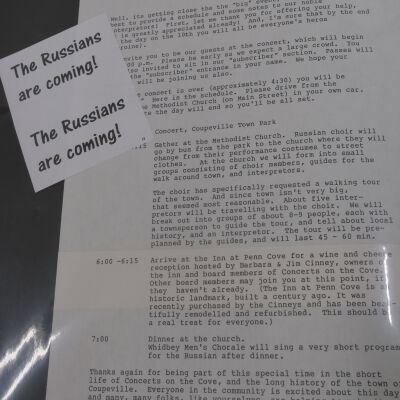 The Russians
are coming!
The Russians
are coming!
Well, its getting close the the "big"
to provide a schedule and some notes to our noble
interpretors! First, let me thank you for offering your help,
is greatly appreciated already! And, I'm sure that by the end
the day on the 10th you will all be everyone's heros
invite you to be our guests at the concert, which will begin
p.m. Please be early as we expect a large crowd. You
invited to sit in our "subscriber" section. Passes will
the "subscriber" entrance in your name. We hope your
will be joining us also.
concert is over (approximately 4:30) you will be
Here is the schedule. Please drive from the
Methodist Church (on Main Street) in your own car,
the day will end so you'll be all set.
Concert, Coupeville Town Park
Gather at the Methodist Church. Russian choir will
go by bus from the park to the church where they will
change from their performance costumes to street
clothes. At the church we will form into small
groups consisting of choir members, guides for the
walk around town, and interpretors.
The choir has specifically requested a walking tour
of the town. And since town isn't very big,
that seemed most reasonable. About five inter-
pretors will be travelling with the choir. We will
break out into groups of about 8-9 people, each with
a townsperson to guide the tour, and tell about local
history, and an interpretor. The tour will be pre-
planned by the guides, and will last 45 - 60 min.
6:00 -6:15 Arrive at the Inn at Penn Cove for a wine and cheese
reception hosted by Barbara & Jim Cinney, owners of
the inn and board members of Concerts on the Cove.
Other board members may join you at this point, if
they haven't already. (The Inn at Penn Cove is an
historic landmark, built a century ago. It was
recently purchased by the Cinneys and has been beau-
tifully remodelled and refurbished. This should be
a real treat for everyone.)
7:00 Dinner at the church.
Whidbey Men's Chorale will sing a very short program
for the Russian after dinner.
Thanks again for being part of this special time in the short
life of Concerts on the Cove, and the long history of the town of
Coupeville. Everyone in the community is excited about this day
and many, many folks, like yourselves, are helping to